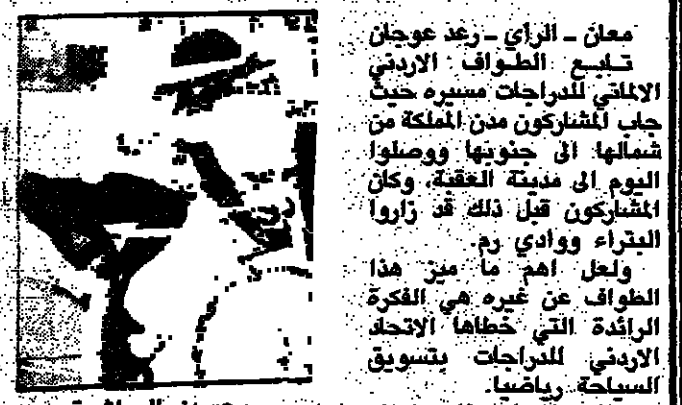 معان - الرأي - رعد عوجان
تابع الطواف الاردني
الالماني للدراجات مسيره حيث
جاب المشاركون مدن المملكة من
شمالها الى جنوبها ووصلوا
اليوم الى مدينة العقبة، وكان
المشاركون قبل ذلك قد زاروا
البتراء ووادي رم.
ولعل اهم ما ميز هذا
الطواف عن غيره هي الفكرة
الرائدة التي خطاها الاتحاد
الاردني للدراجات بتسويق
السياحة رياضيا.